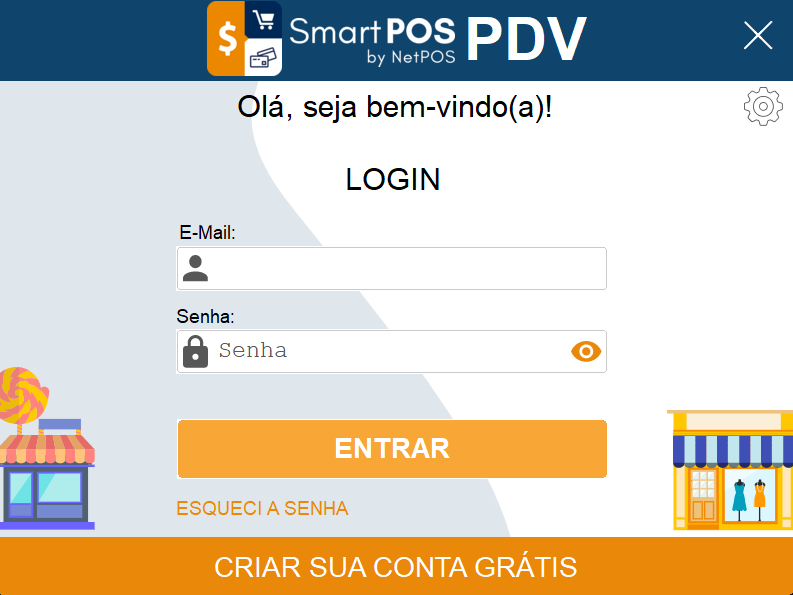 $ SmartPOS PDV
by NetPOS
Olá, seja bem-vindo(a)!
LOGIN
E-Mail:
Senha:
Senha
ENTRAR
ESQUECI A SENHA
CRIAR SUA CONTA GRÁTIS